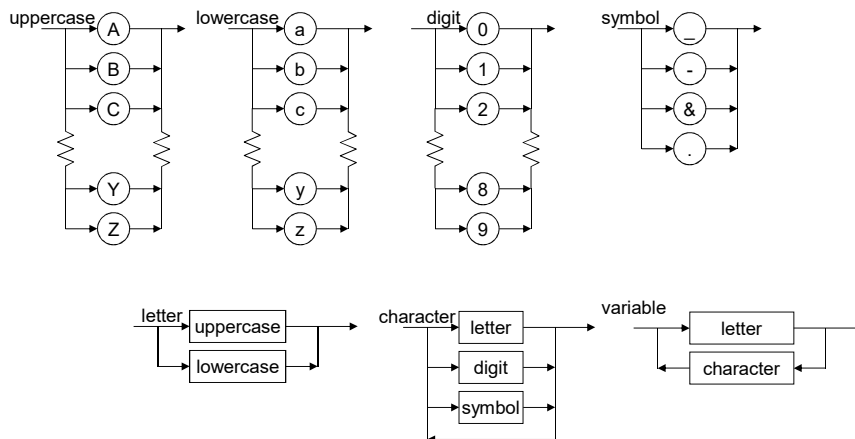 uppercase A
B
C
Y
Z
lowercase a
b
c
y
z
digit 0
1
2
8
9
symbol _
-
&
.
letter
uppercase
lowercase
character
letter
digit
symbol
variable
letter
character